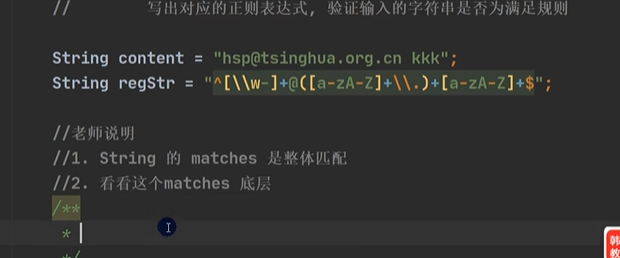 // 写出对应的正则表达式, 验证输入的字符串是否为满足规则
String content = "hsp@tsinghua.org.cn kkk";
String regStr = "^[\\w-]+@([a-zA-Z]+\\.)+[a-zA-Z]+$";
//老师说明
//1. String 的 matches 是整体匹配
//2. 看看这个matches 底层
/**
*
*/
韩
教